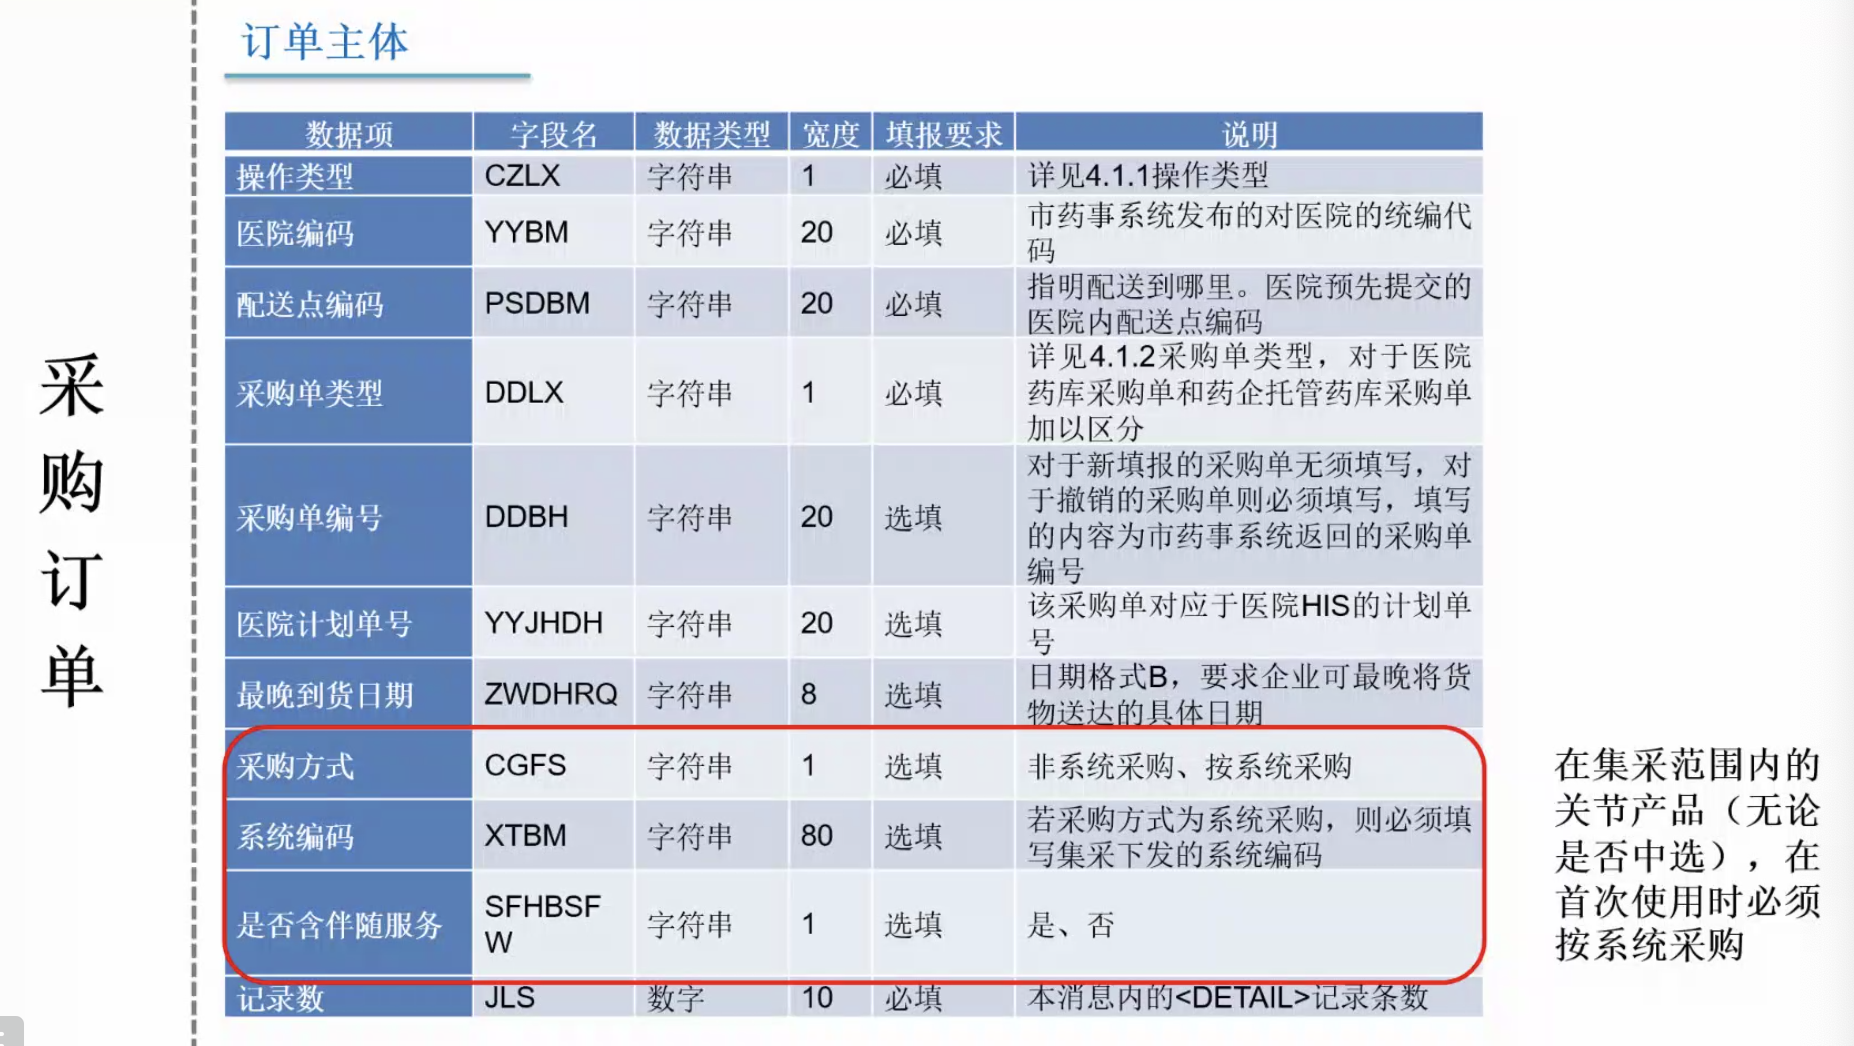 订单主体
采购订单
数据项 字段名 数据类型 宽度 填报要求 说明
操作类型 CZLX 字符串 1 必填 详见4.1.1操作类型
医院编码 YYBM 字符串 20 必填 市药事系统发布的对医院的统编代
码
配送点编码 PSDBM 字符串 20 必填 指明配送到哪里。医院预先提交的
医院内配送点编码
采购单类型 DDLX 字符串 1 必填 详见4.1.2采购单类型，对于医院
药库采购单和药企托管药库采购单
加以区分
采购单编号 DDBH 字符串 20 选填 对于新填报的采购单无须填写，对
于撤销的采购单则必须填写，填写
的内容为市药事系统返回的采购单
编号
医院计划单号 YYJHDH 字符串 20 选填 该采购单对应于医院HIS的计划单
号
最晚到货日期 ZWDHRQ 字符串 8 选填 日期格式B，要求企业可最晚将货
物送达的具体日期
采购方式 CGFS 字符串 1 选填 非系统采购、按系统采购
系统编码 XTBM 字符串 80 选填 若采购方式为系统采购，则必须填
写集采下发的系统编码
是否含伴随服务 SFHBSF
W 字符串 1 选填 是、否
记录数 JLS 数字 10 必填 本消息内的<DETAIL>记录条数
在集采范围内的
关节产品（无论
是否中选），在
首次使用时必须
按系统采购